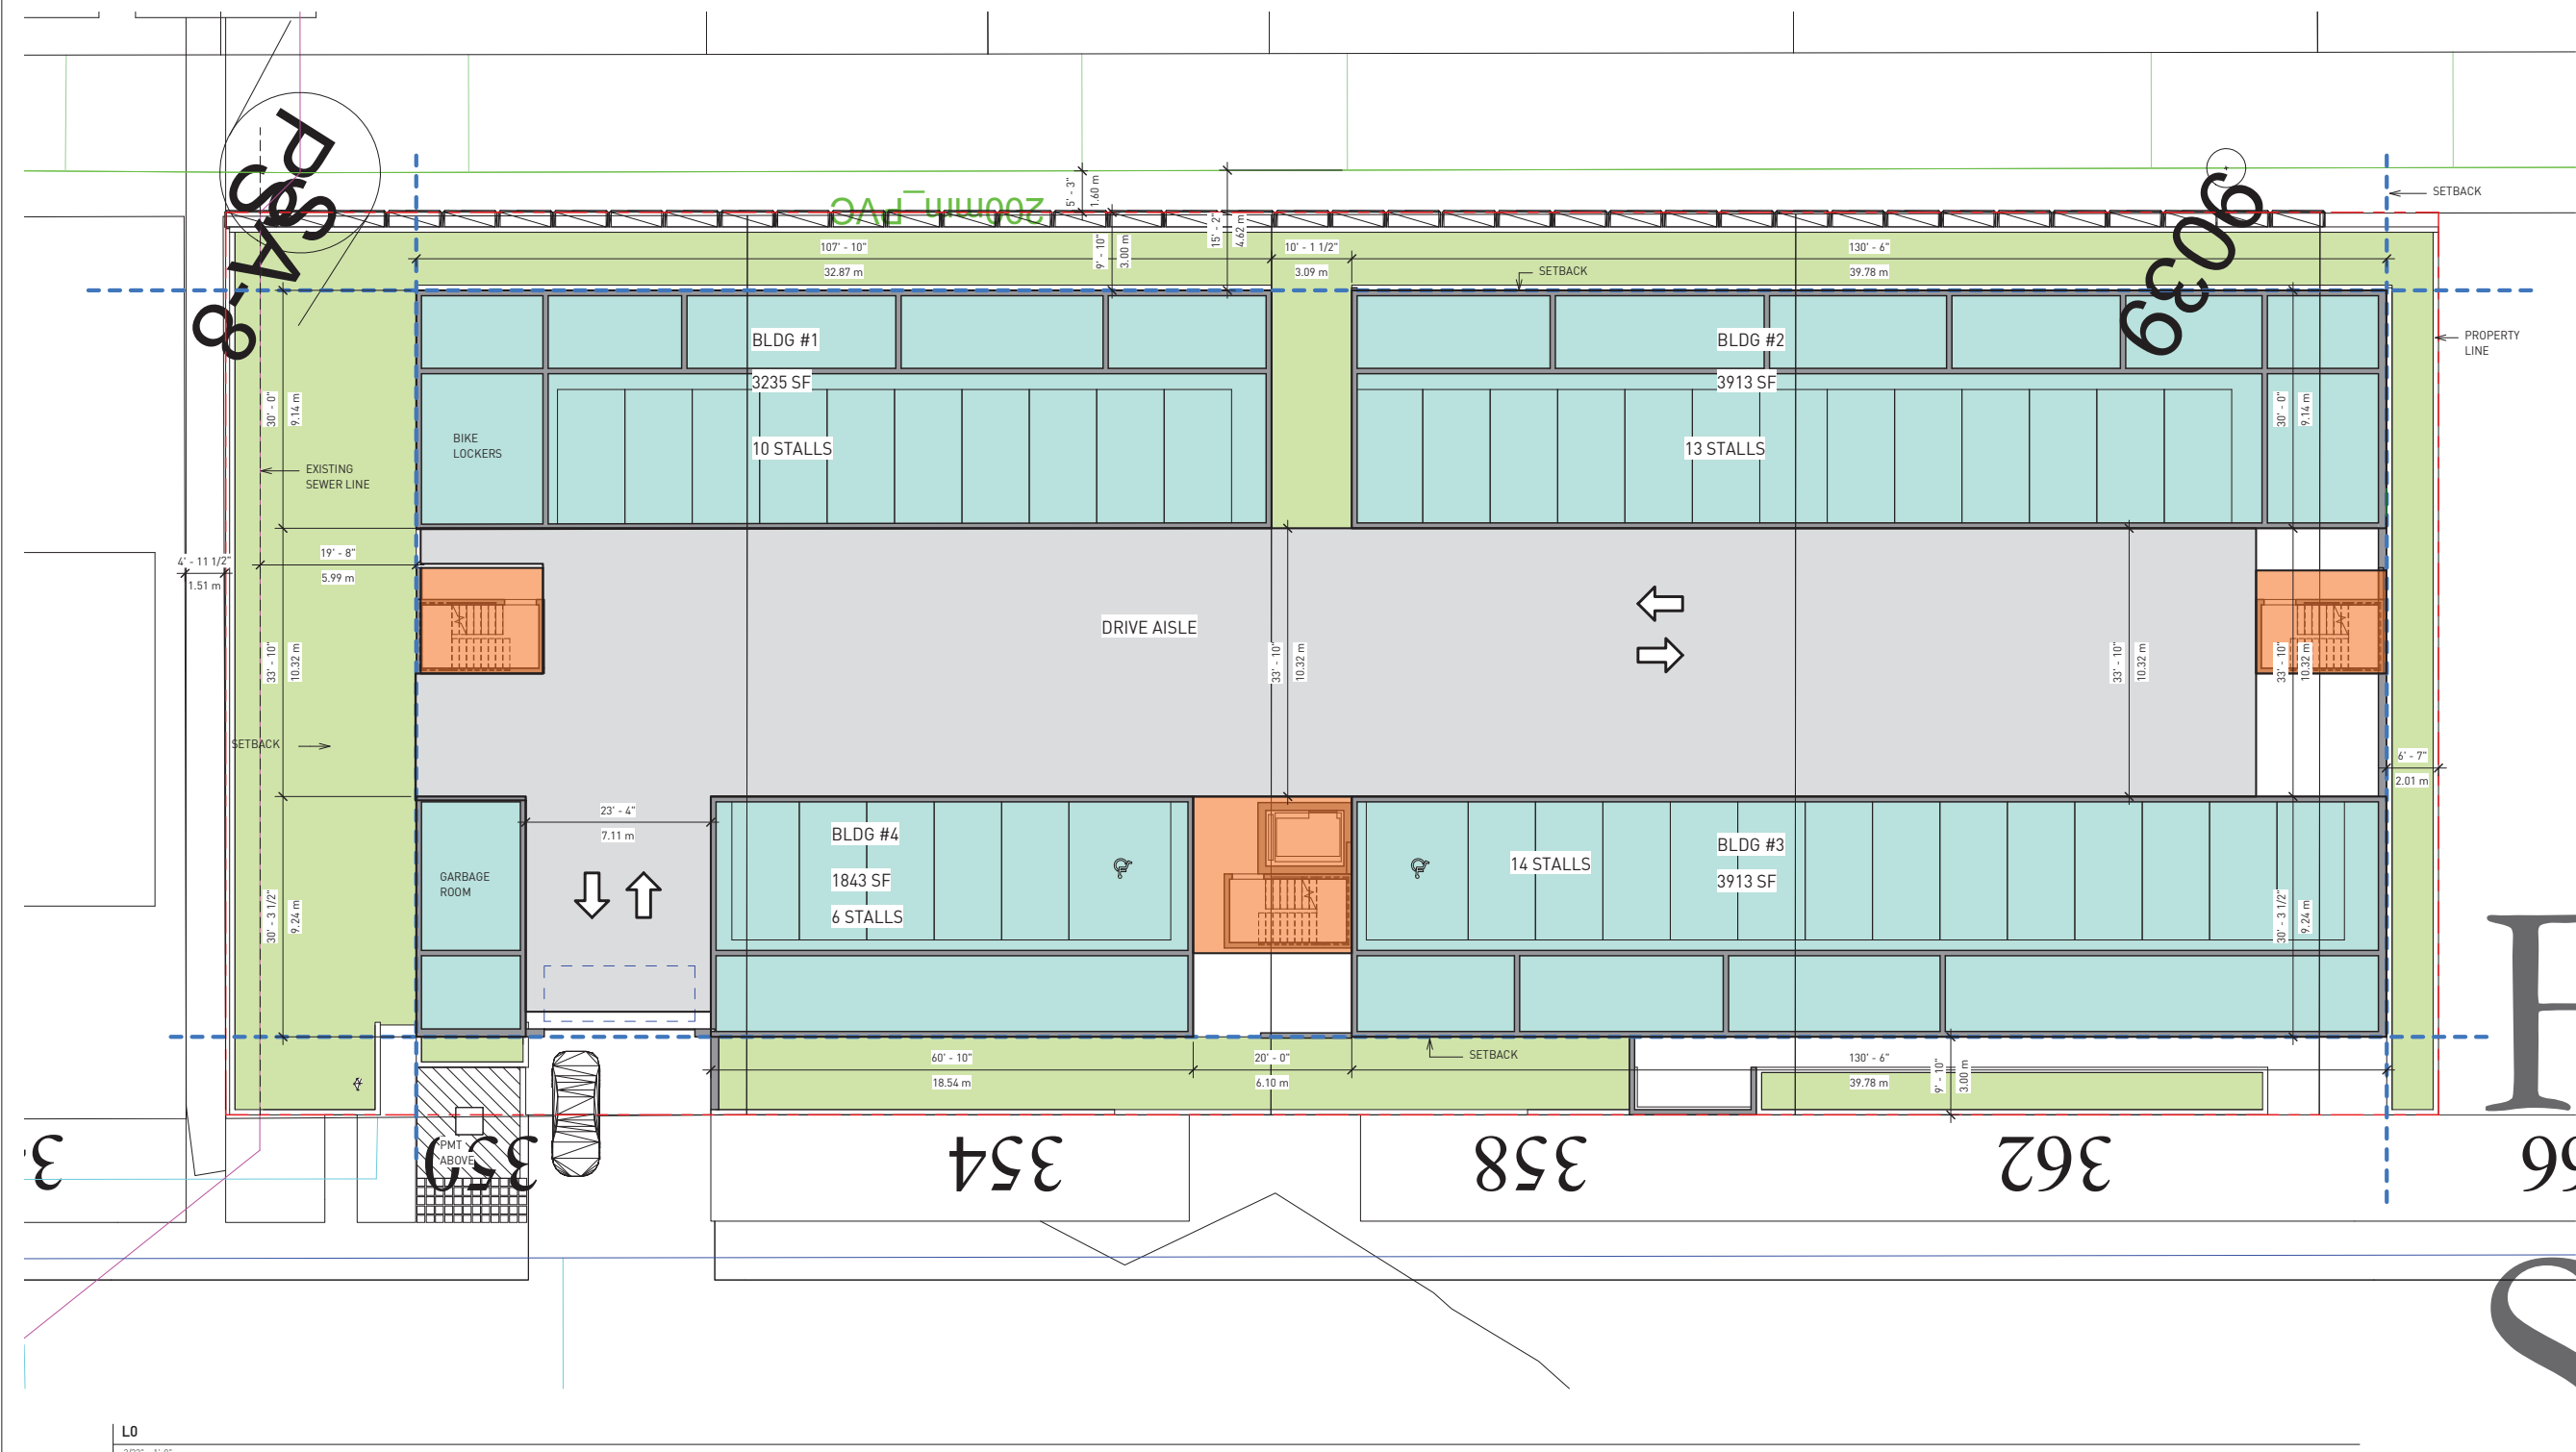 PSSA-8
200mm_PVC
9039
5' - 3"
1.60 m
15' - 2"
4.62 m
SETBACK
107' - 10"
32.87 m
9' - 10"
3.00 m
10' - 1 1/2"
3.09 m
130' - 6"
39.78 m
SETBACK
BLDG #1
3235 SF
10 STALLS
BLDG #2
3913 SF
13 STALLS
PROPERTY
LINE
30' - 0"
9.14 m
30' - 0"
9.14 m
BIKE
LOCKERS
EXISTING
SEWER LINE
4' - 11 1/2"
1.51 m
19' - 8"
5.99 m
DRIVE AISLE
33' - 10"
10.32 m
33' - 10"
10.32 m
33' - 10"
10.32 m
33' - 10"
10.32 m
SETBACK
6' - 7"
2.01 m
23' - 4"
7.11 m
BLDG #4
1843 SF
6 STALLS
14 STALLS
BLDG #3
3913 SF
GARBAGE
ROOM
30' - 3 1/2"
9.24 m
30' - 3 1/2"
9.24 m
60' - 10"
18.54 m
20' - 0"
6.10 m
SETBACK
130' - 6"
39.78 m
9' - 10"
3.00 m
PMT
ABOVE
350
354
358
362
L0